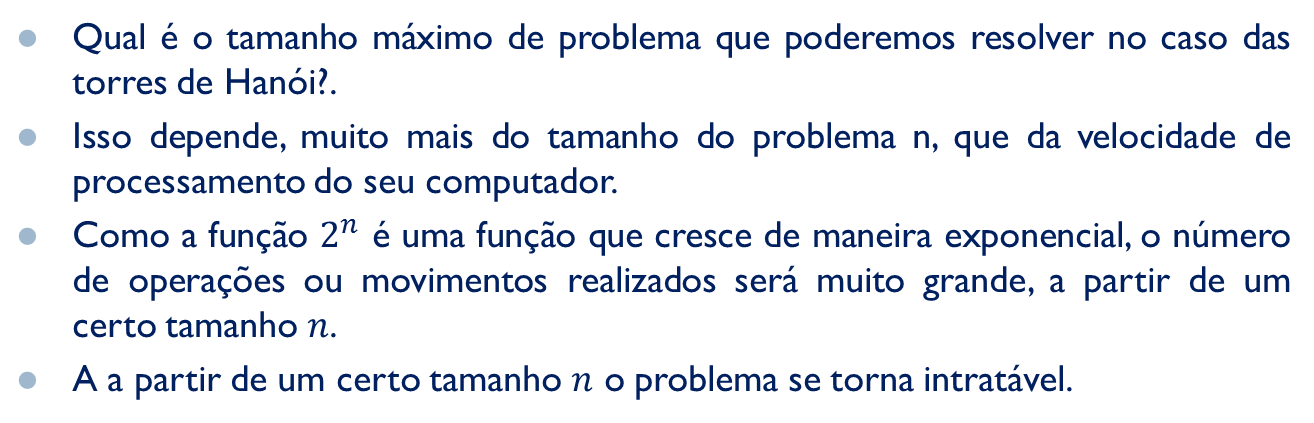 Qual é o tamanho máximo de problema que poderemos resolver no caso das
torres de Hanói?.
Isso depende, muito mais do tamanho do problema n, que da velocidade de
processamento do seu computador.
Como a função 2ⁿ é uma função que cresce de maneira exponencial, o número
de operações ou movimentos realizados será muito grande, a partir de um
certo tamanho n.
A a partir de um certo tamanho n o problema se torna intratável.